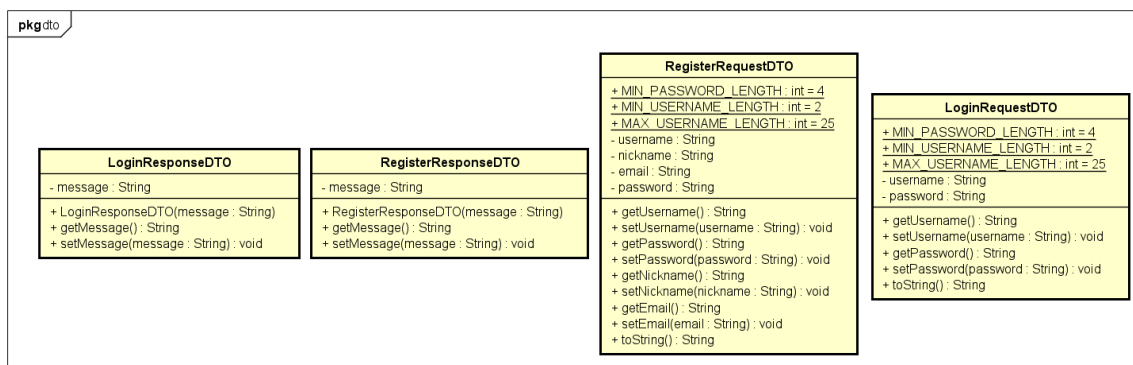 pkg dto
LoginResponseDTO
- message : String
+ LoginResponseDTO(message : String)
+ getMessage() : String
+ setMessage(message : String) : void
RegisterResponseDTO
- message : String
+ RegisterResponseDTO(message : String)
+ getMessage() : String
+ setMessage(message : String) : void
RegisterRequestDTO
+ MIN_PASSWORD_LENGTH : int = 4
+ MIN_USERNAME_LENGTH : int = 2
+ MAX_USERNAME_LENGTH : int = 25
- username : String
- nickname : String
- email : String
- password : String
+ getUsername() : String
+ setUsername(username : String) : void
+ getPassword() : String
+ setPassword(password : String) : void
+ getNickname() : String
+ setNickname(nickname : String) : void
+ getEmail() : String
+ setEmail(email : String) : void
+ toString() : String
LoginRequestDTO
+ MIN_PASSWORD_LENGTH : int = 4
+ MIN_USERNAME_LENGTH : int = 2
+ MAX_USERNAME_LENGTH : int = 25
- username : String
- password : String
+ getUsername() : String
+ setUsername(username : String) : void
+ getPassword() : String
+ setPassword(password : String) : void
+ toString() : String